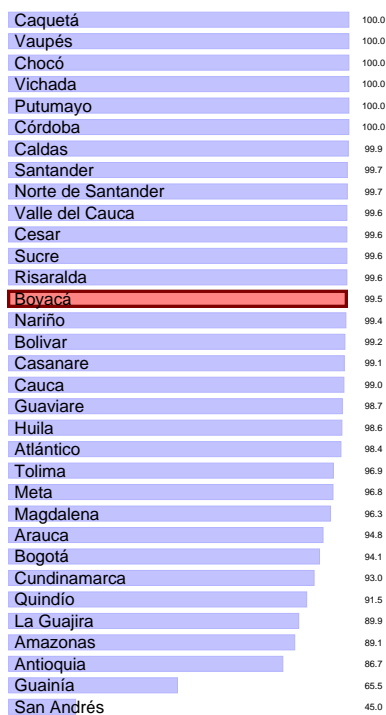 Caquetá 100.0
Vaupés 100.0
Chocó 100.0
Vichada 100.0
Putumayo 100.0
Córdoba 100.0
Caldas 99.9
Santander 99.7
Norte de Santander 99.7
Valle del Cauca 99.6
Cesar 99.6
Sucre 99.6
Risaralda 99.6
Boyacá 99.5
Nariño 99.4
Bolivar 99.2
Casanare 99.1
Cauca 99.0
Guaviare 98.7
Huila 98.6
Atlántico 98.4
Tolima 96.9
Meta 96.8
Magdalena 96.3
Arauca 94.8
Bogotá 94.1
Cundinamarca 93.0
Quindío 91.5
La Guajira 89.9
Amazonas 89.1
Antioquia 86.7
Guainía 65.5
San Andrés 45.0